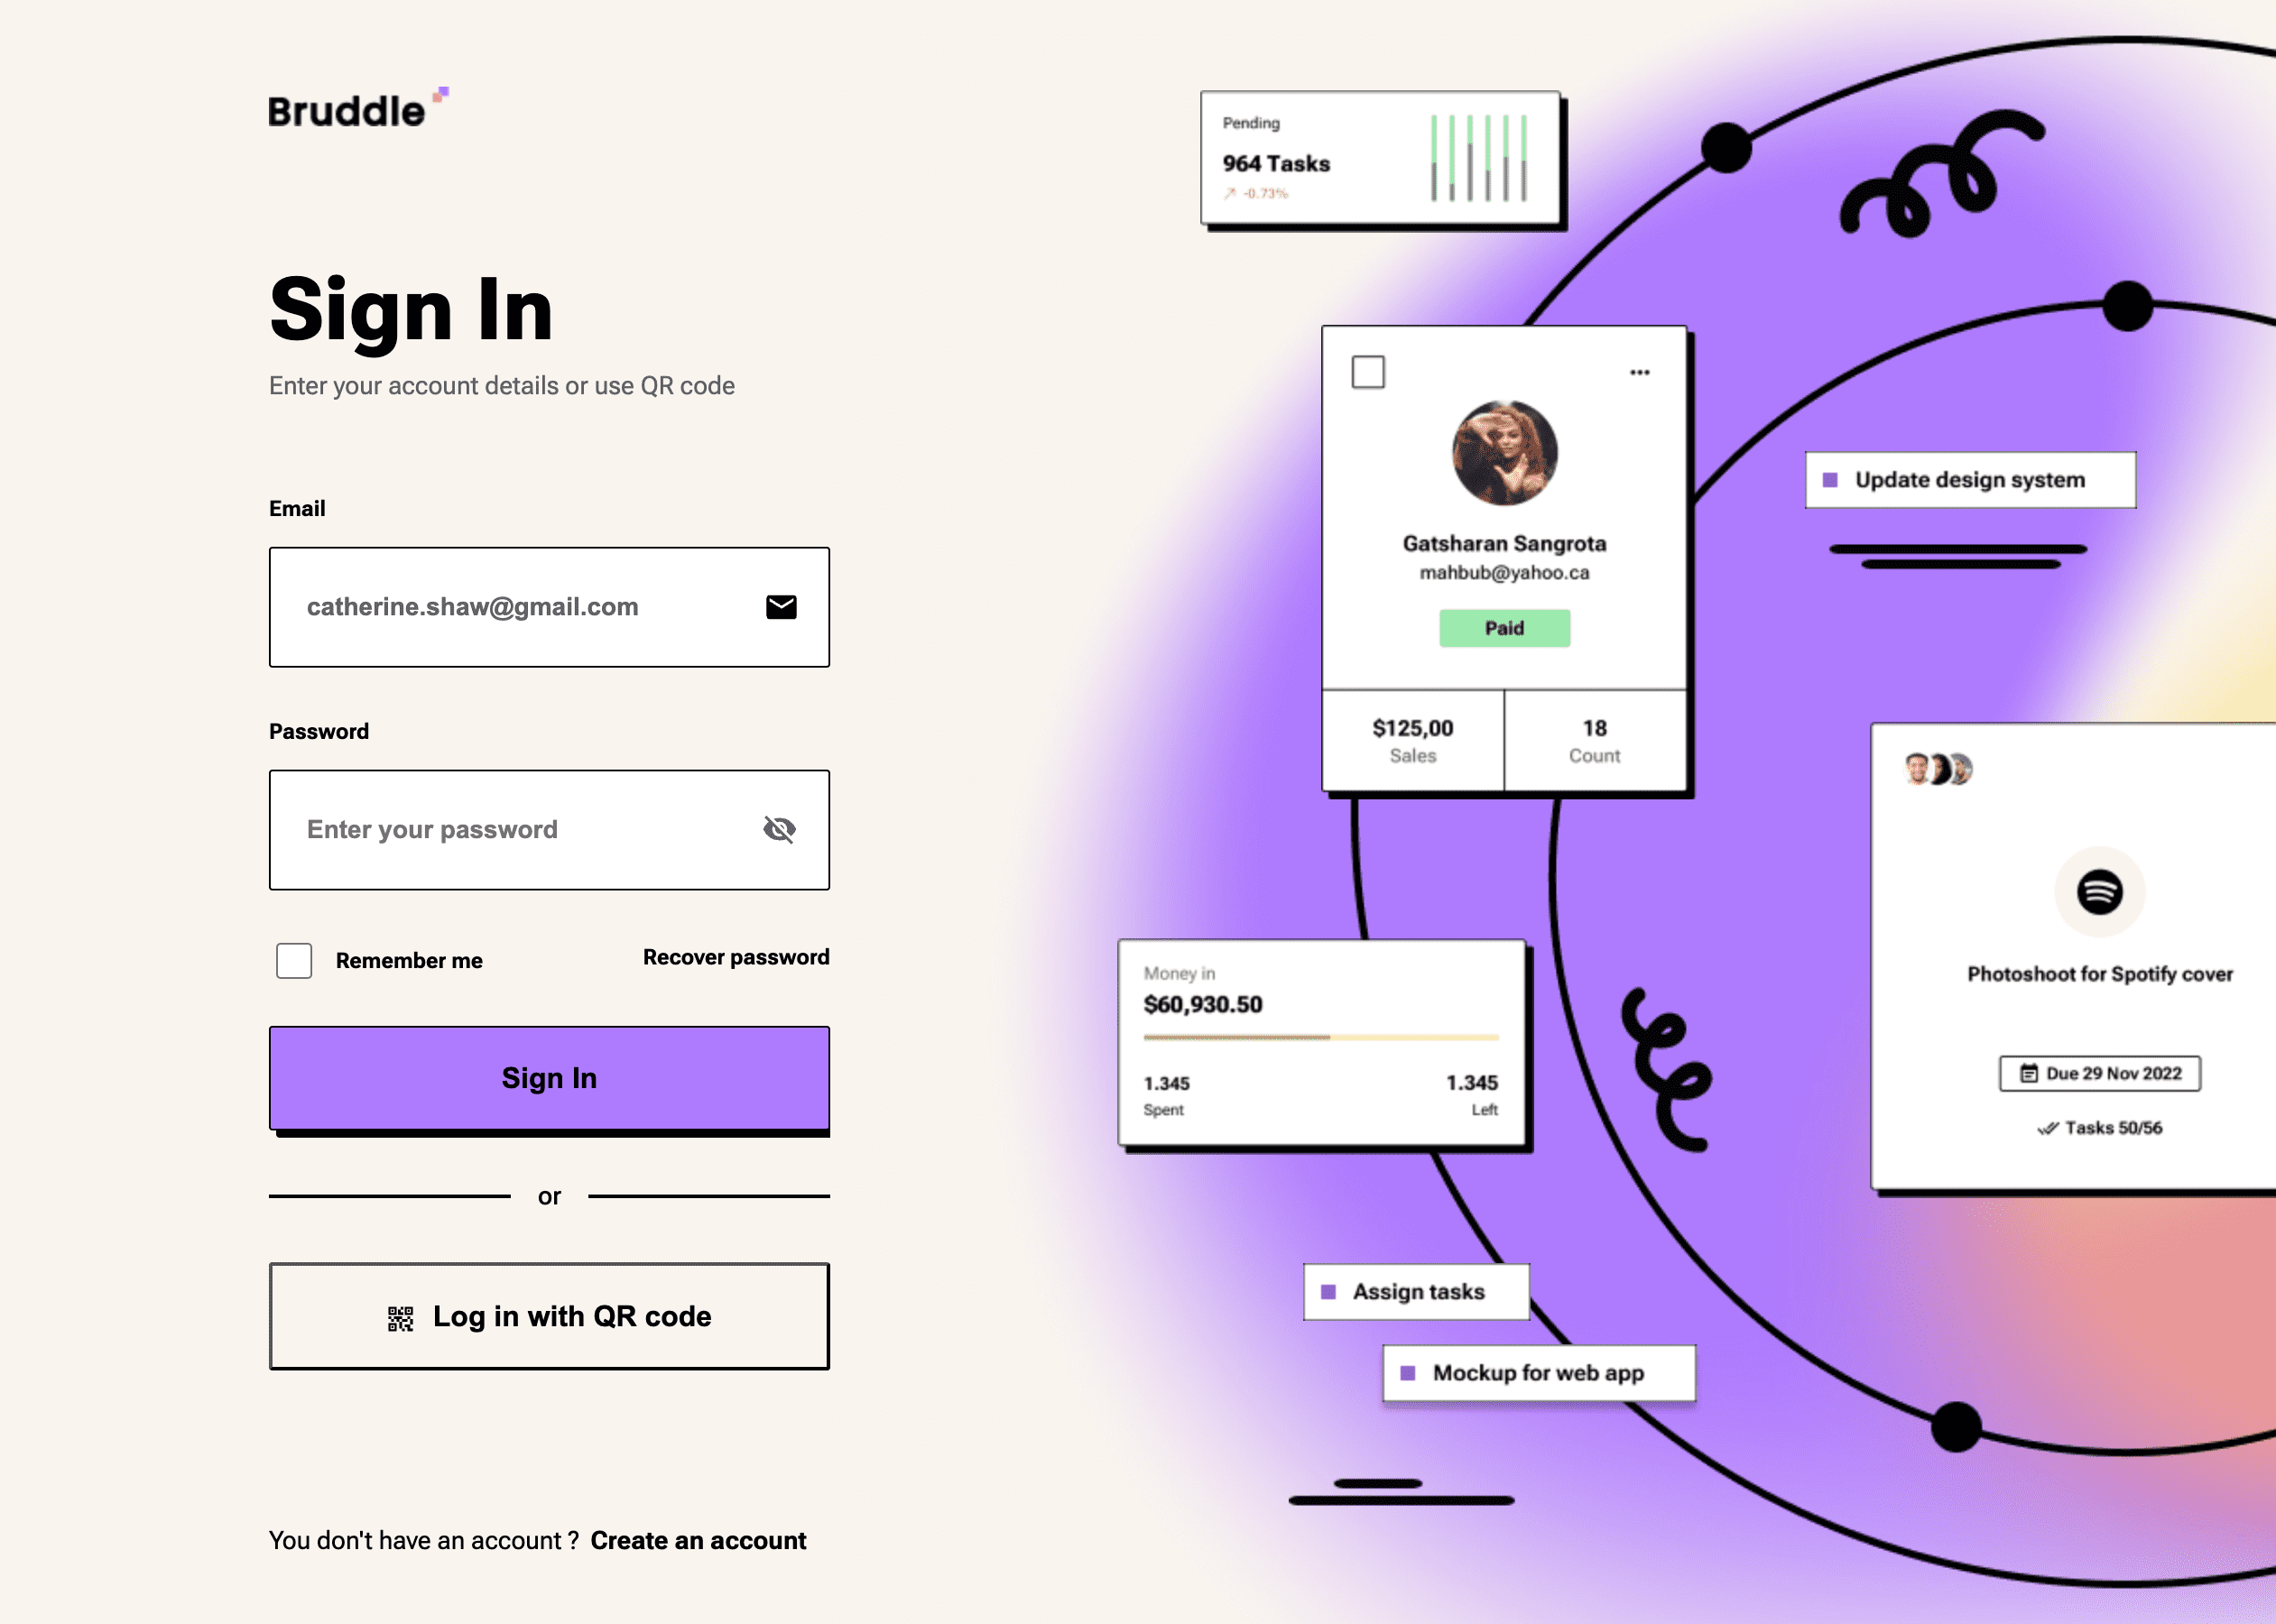 Bruddle
Sign In
Enter your account details or use QR code
Email
catherine.shaw@gmail.com
Password
Enter your password
Remember me
Recover password
Sign In
or
Log in with QR code
You don't have an account ? Create an account
Pending
964 Tasks
-0.73%
Gatsharan Sangrota
mahbub@yahoo.ca
Paid
$125,00
Sales
18
Count
Update design system
Photoshoot for Spotify cover
Due 29 Nov 2022
Tasks 50/56
Money in
$60,930.50
1.345
Spent
1.345
Left
Assign tasks
Mockup for web app